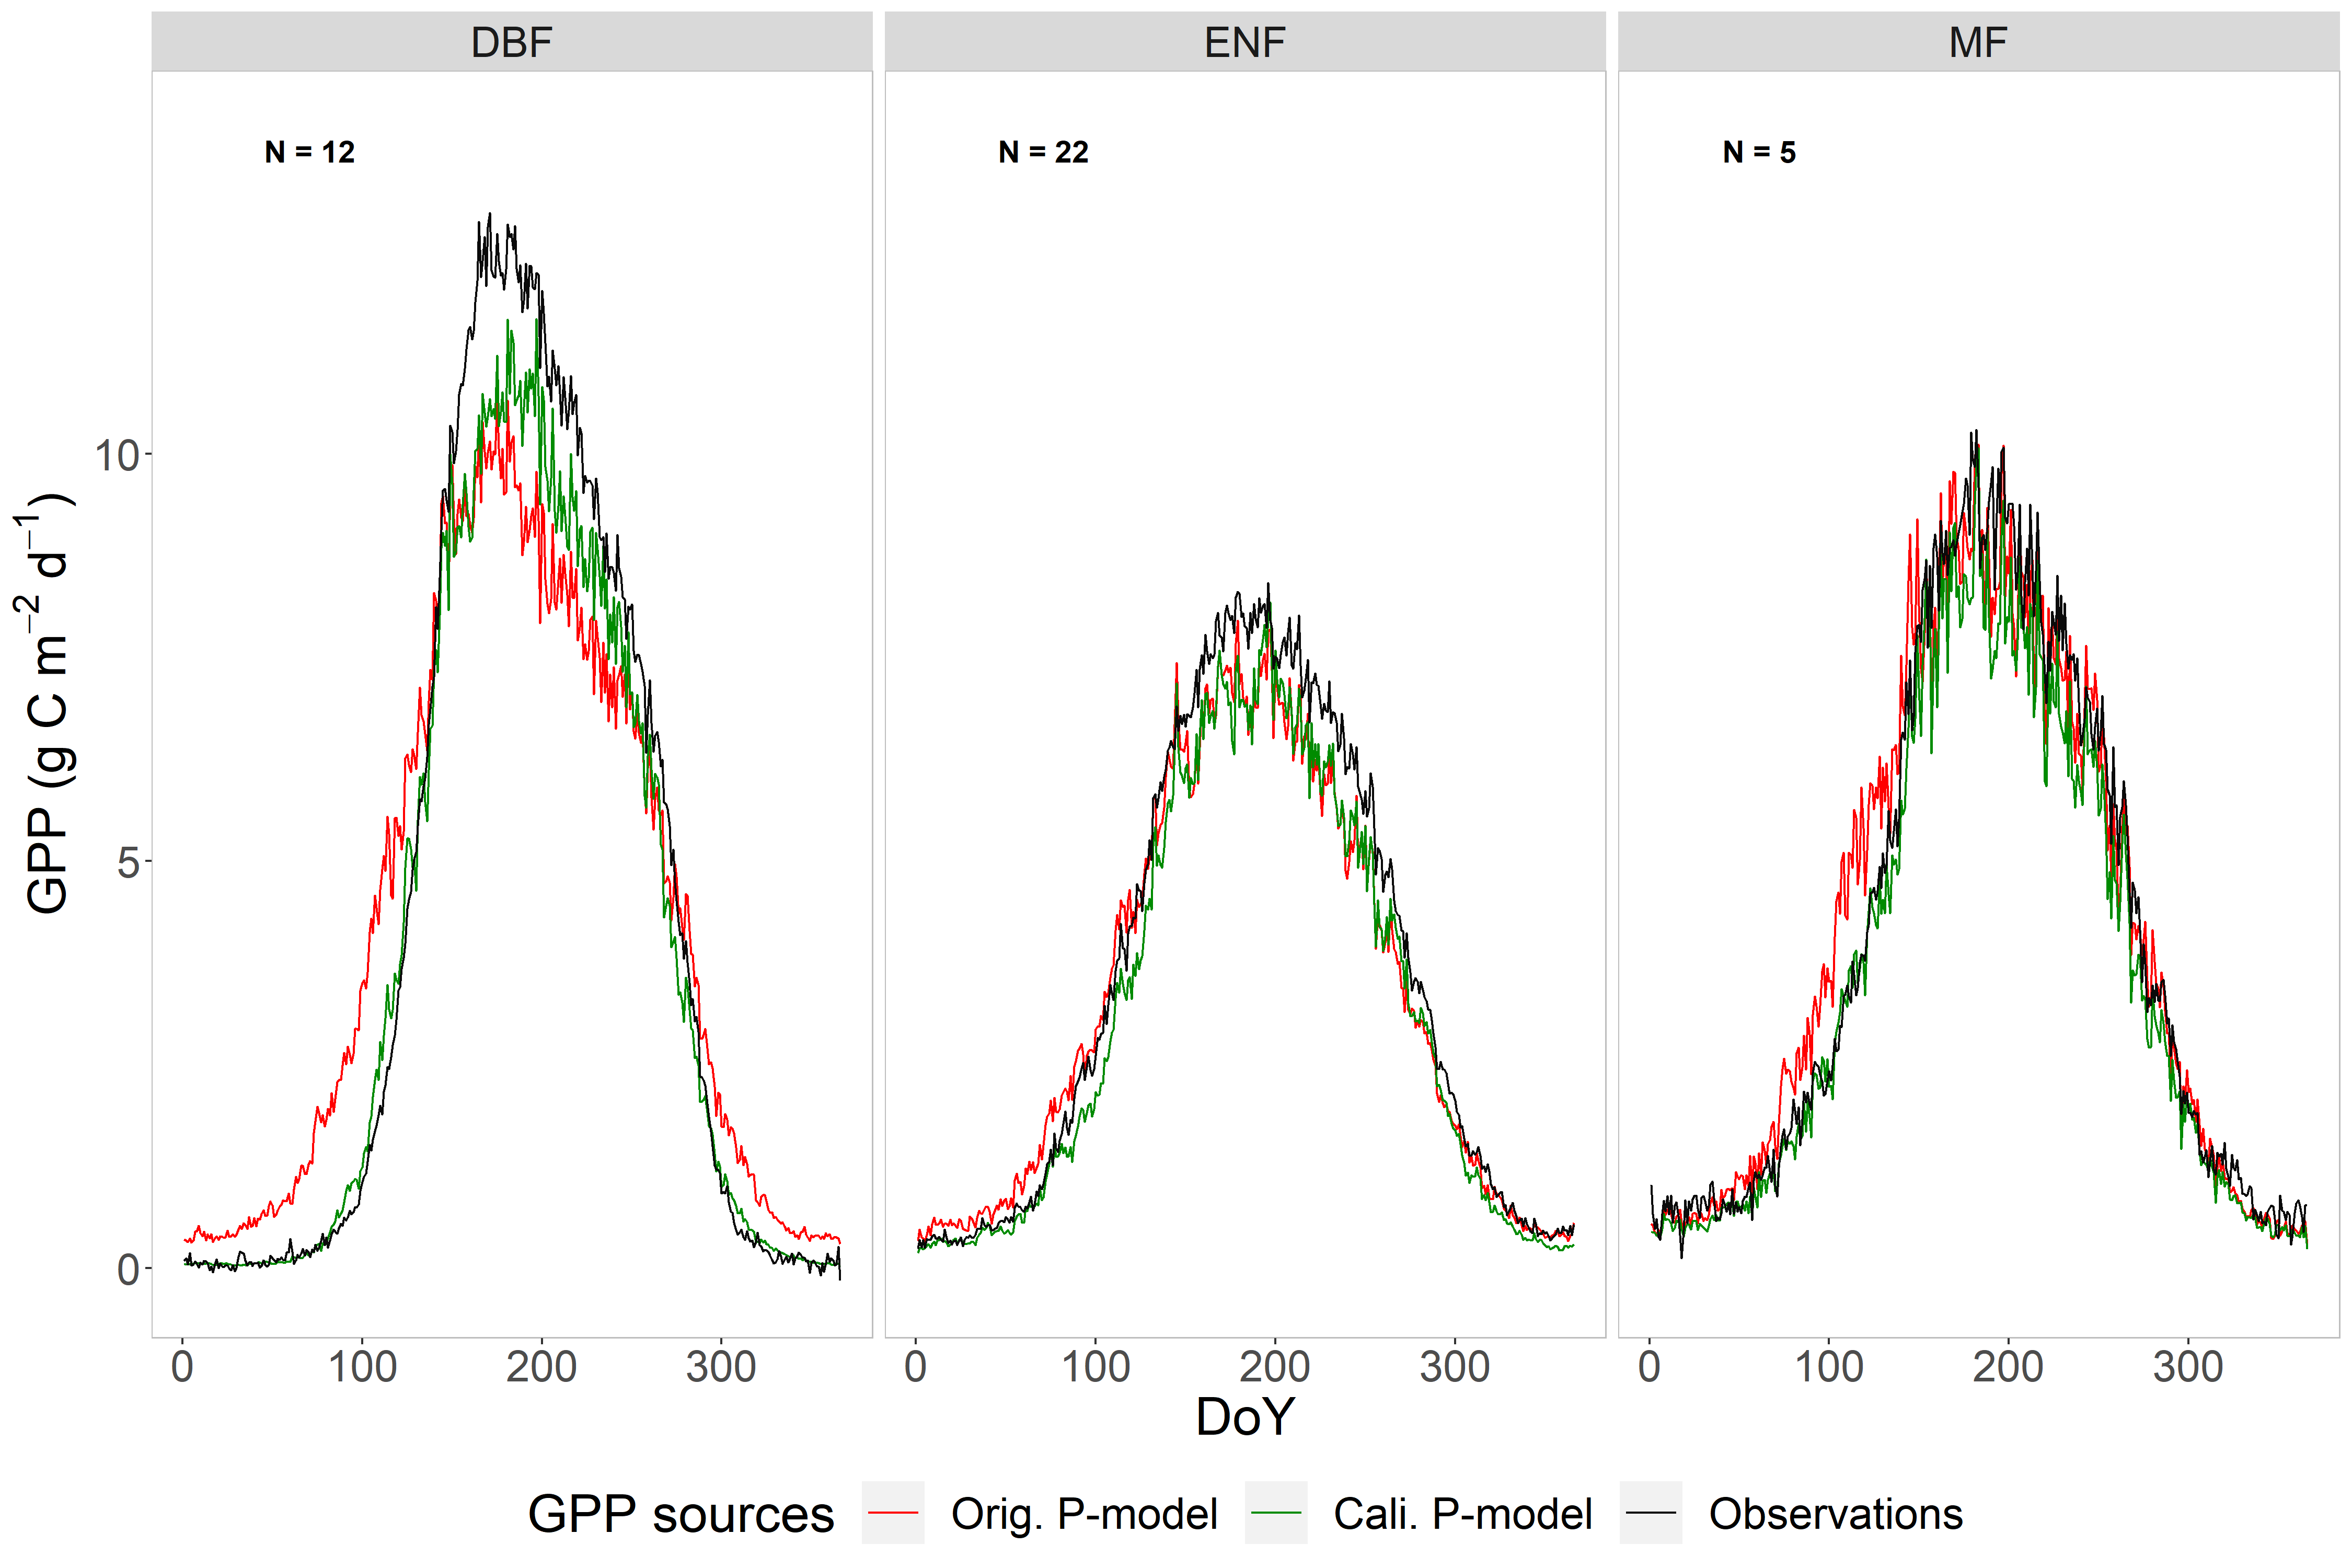 DBF ENF MF
N = 12 N = 22 N = 5
GPP (g C m⁻² d⁻¹)
10
5
0
0 100 200 300 0 100 200 300 0 100 200 300
DoY
GPP sources Orig. P-model Cali. P-model Observations